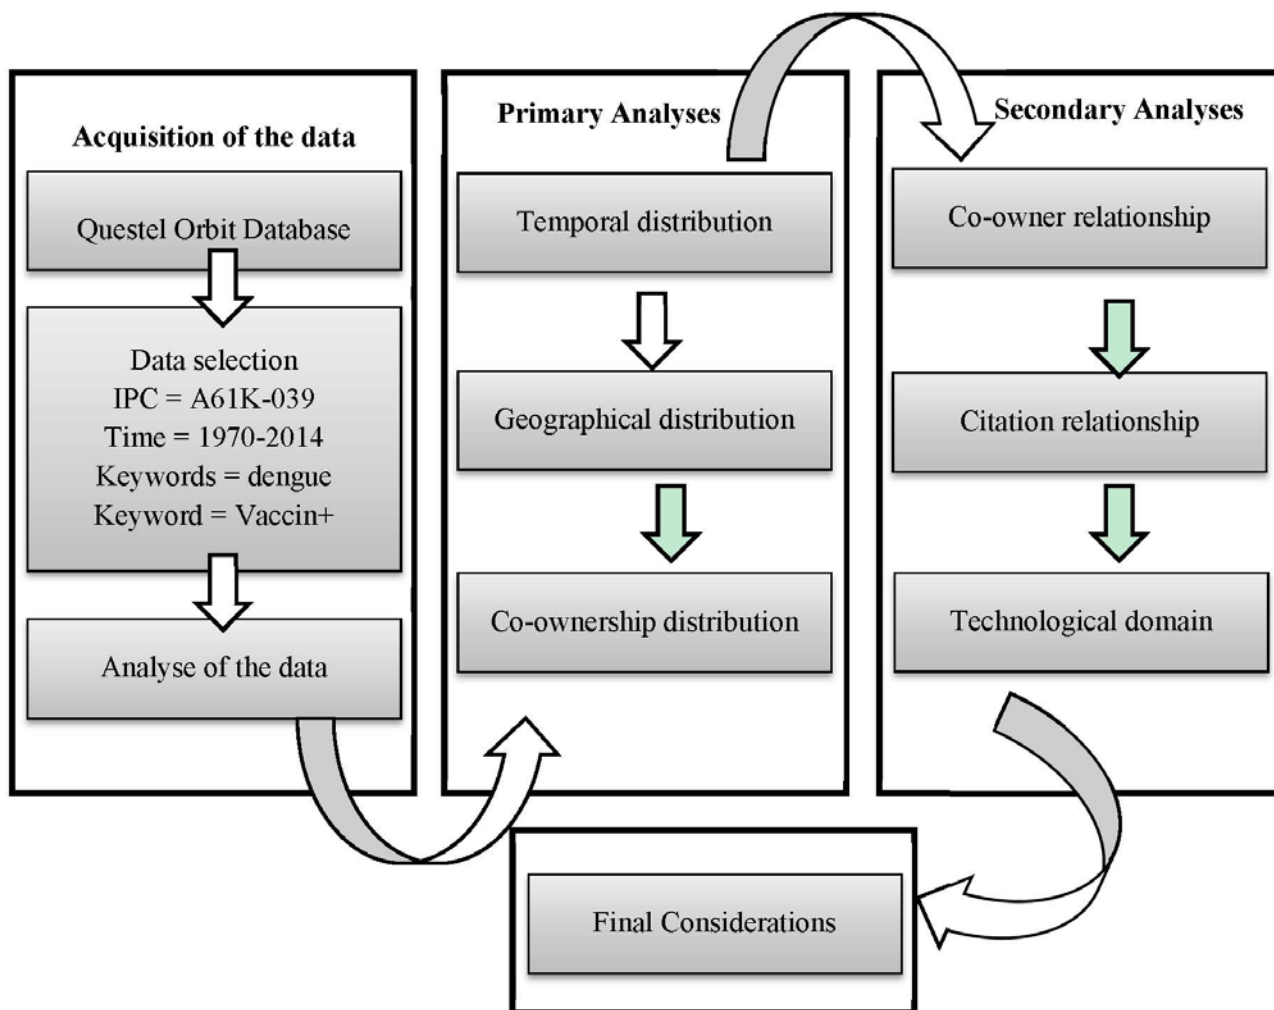 Acquisition of the data
Questel Orbit Database
Data selection
IPC = A61K-039
Time = 1970-2014
Keywords = dengue
Keyword = Vaccin+
Analyse of the data
Primary Analyses
Temporal distribution
Geographical distribution
Co-ownership distribution
Secondary Analyses
Co-owner relationship
Citation relationship
Technological domain
Final Considerations